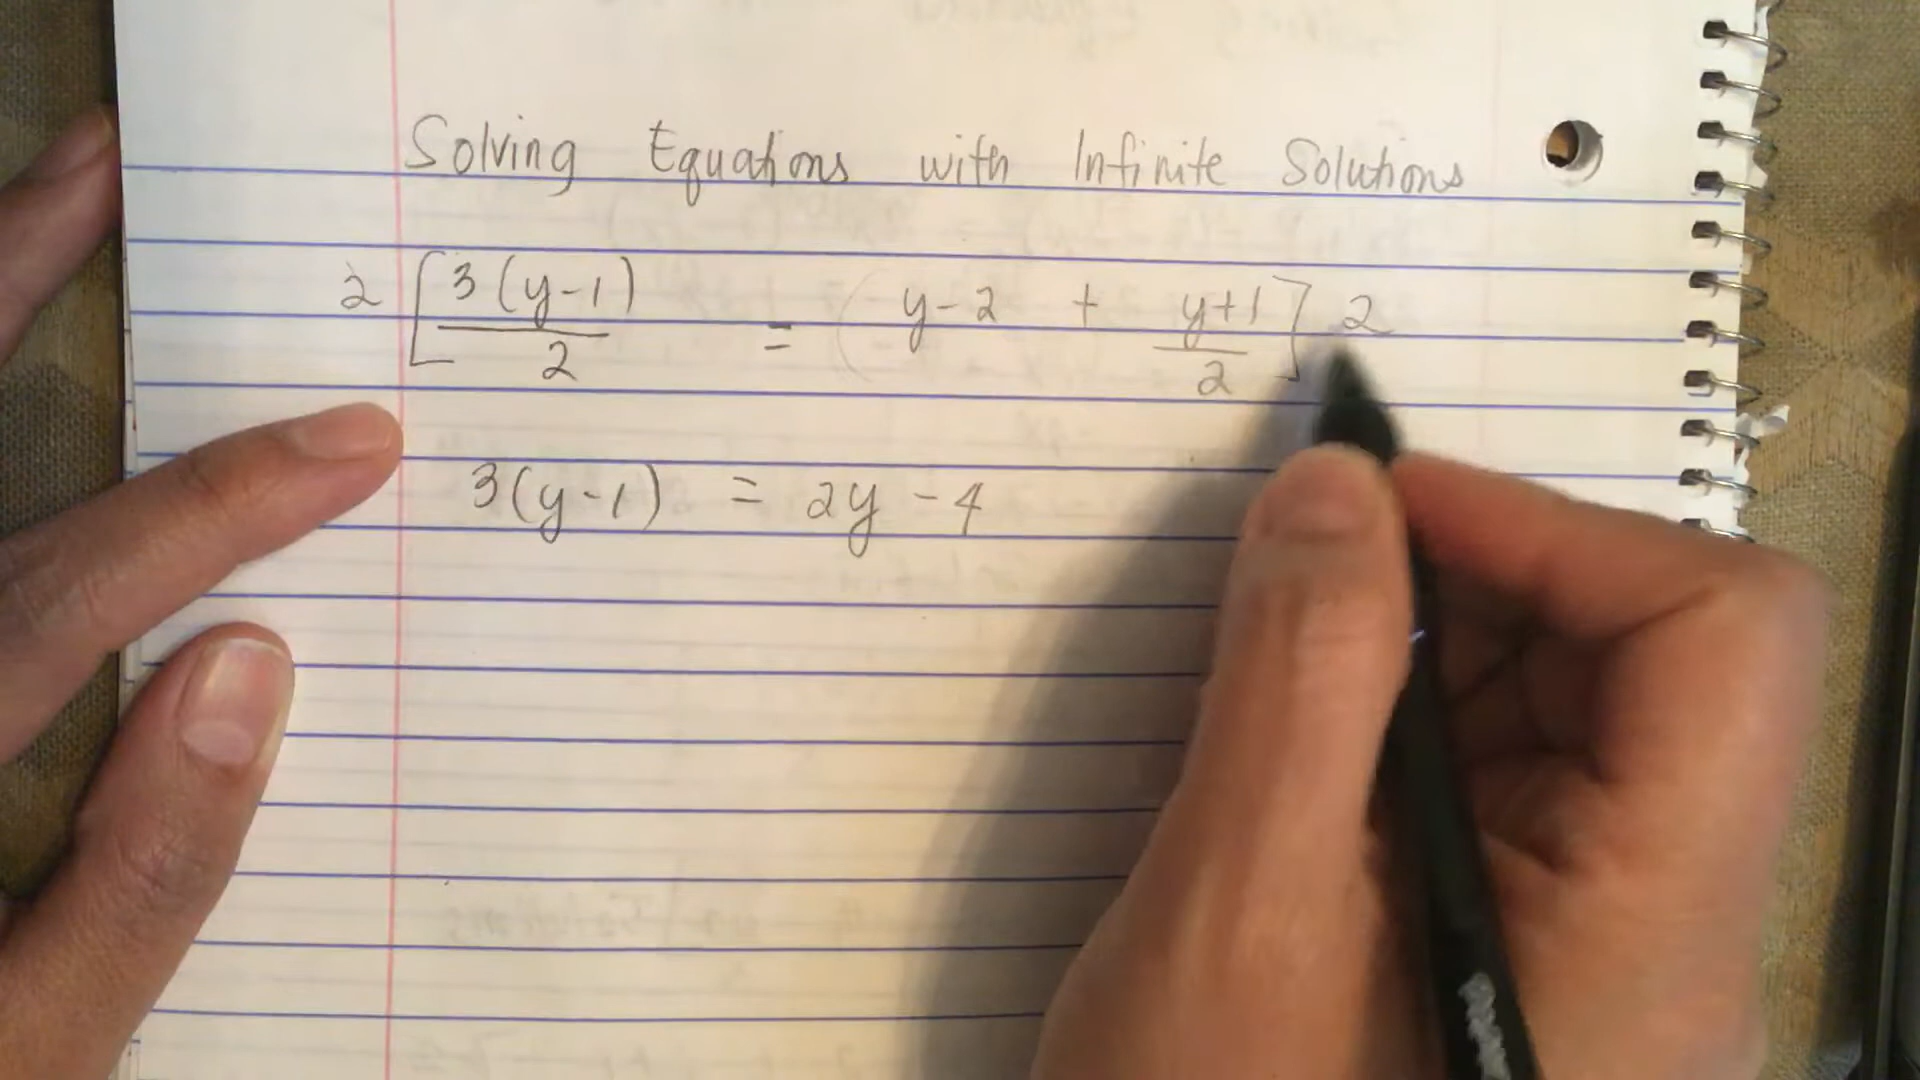 Solving Equations with Infinite Solutions
2 [ 3(y-1)/2 = ( y-2 + y+1/2 ] 2
3(y-1) = 2y - 4